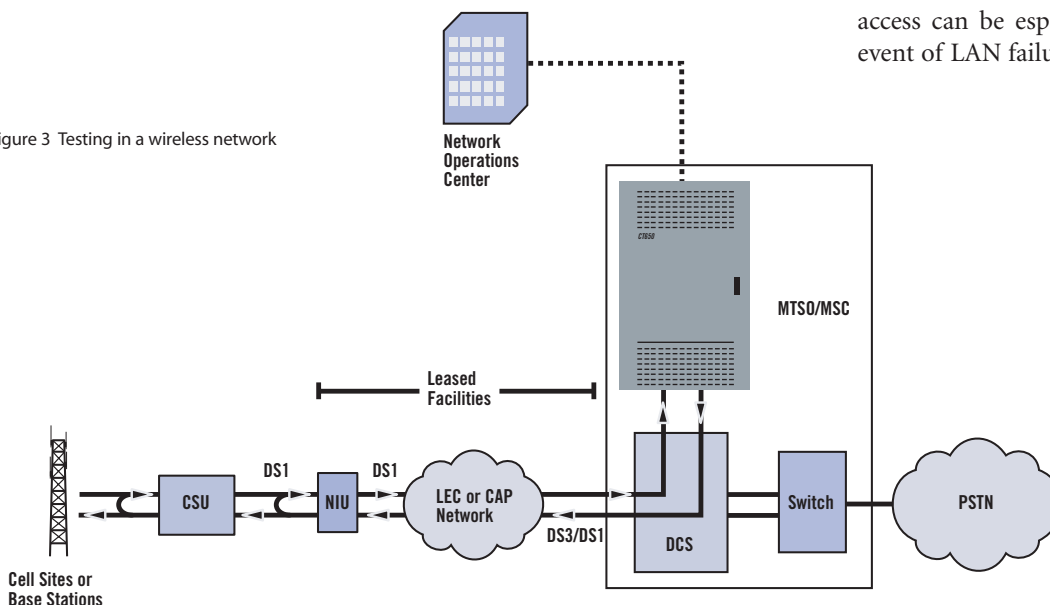 access can be esp
event of LAN failu
igure 3 Testing in a wireless network
Network
Operations
Center
CT650
MTSO/MSC
Leased
Facilities
DS1
DS1
CSU
NIU
LEC or CAP
Network
DS3/DS1
DCS
Switch
PSTN
Cell Sites or
Base Stations